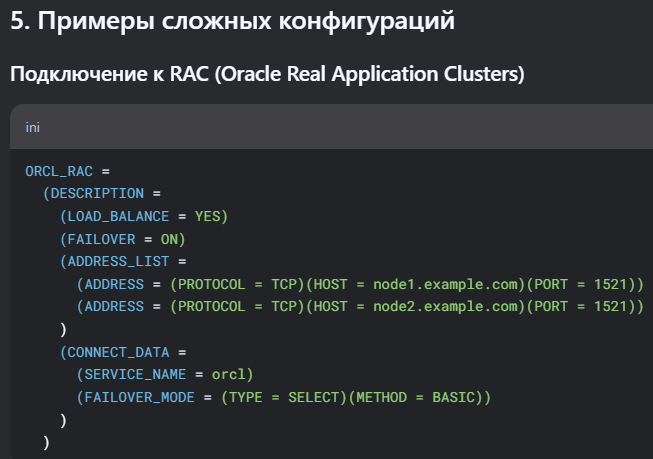 5. Примеры сложных конфигураций
Подключение к RAC (Oracle Real Application Clusters)
ini
ORCL_RAC =
  (DESCRIPTION =
    (LOAD_BALANCE = YES)
    (FAILOVER = ON)
    (ADDRESS_LIST =
      (ADDRESS = (PROTOCOL = TCP)(HOST = node1.example.com)(PORT = 1521))
      (ADDRESS = (PROTOCOL = TCP)(HOST = node2.example.com)(PORT = 1521))
    )
    (CONNECT_DATA =
      (SERVICE_NAME = orcl)
      (FAILOVER_MODE = (TYPE = SELECT)(METHOD = BASIC))
    )
  )